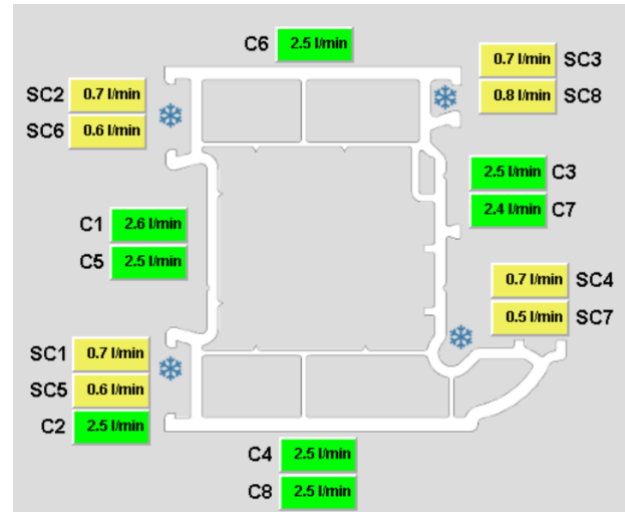 C6 2.5 l/min
SC2 0.7 l/min
SC6 0.6 l/min
0.7 l/min SC3
0.8 l/min SC8
2.5 l/min C3
2.4 l/min C7
C1 2.6 l/min
C5 2.5 l/min
0.7 l/min SC4
0.5 l/min SC7
SC1 0.7 l/min
SC5 0.6 l/min
C2 2.5 l/min
C4 2.5 l/min
C8 2.5 l/min